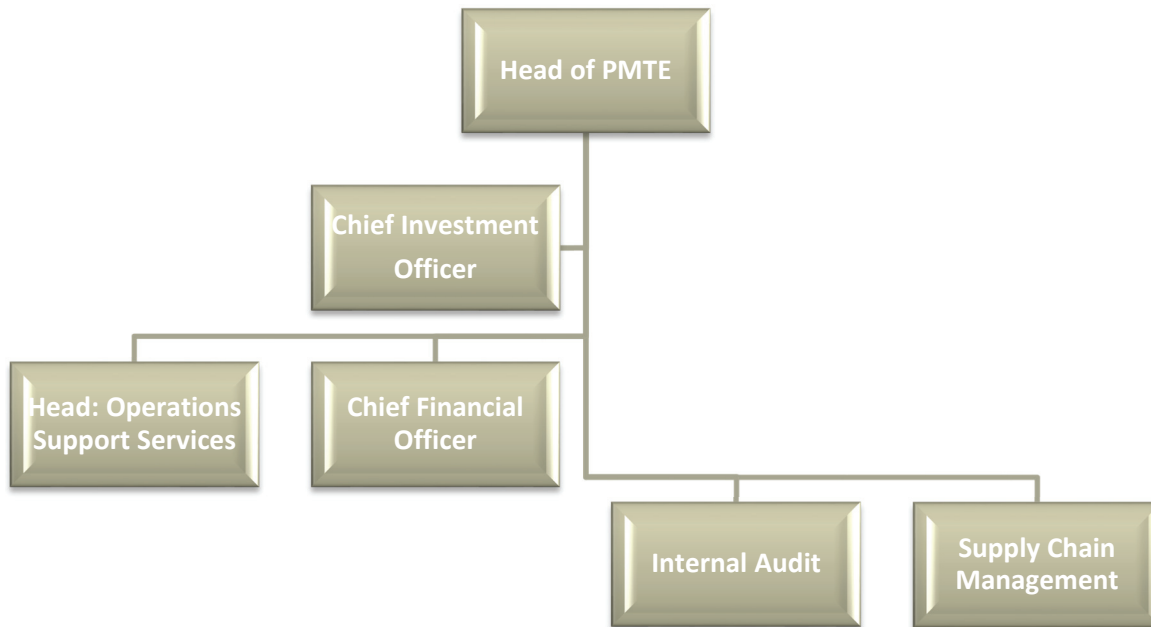 Head of PMTE
Chief Investment
Officer
Head: Operations
Support Services
Chief Financial
Officer
Internal Audit
Supply Chain
Management